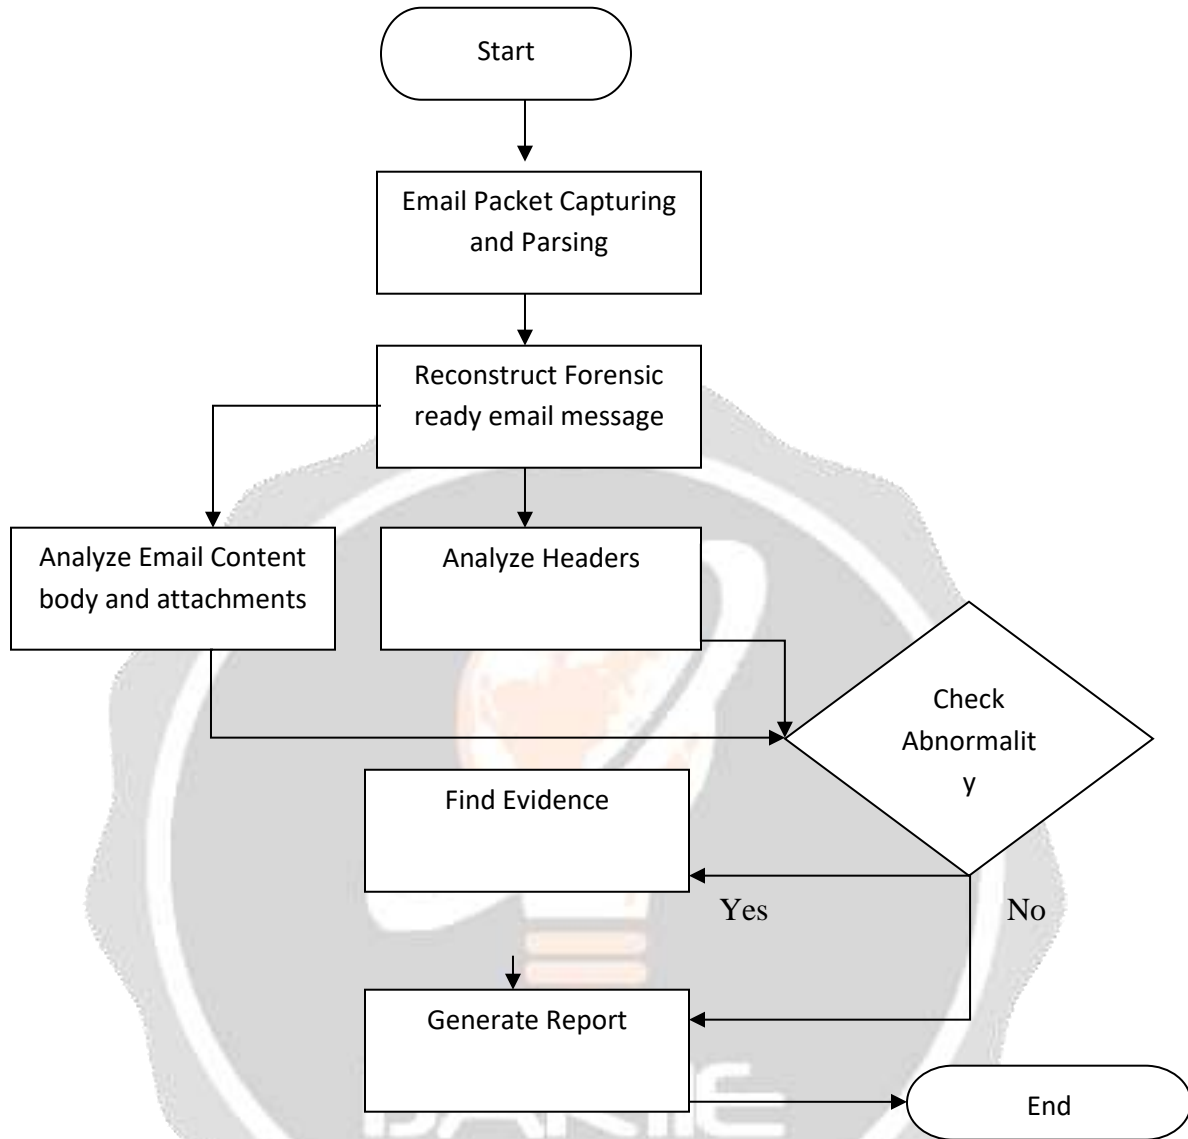 Start
Email Packet Capturing
and Parsing
Reconstruct Forensic
ready email message
Analyze Email Content
body and attachments
Analyze Headers
Check
Abnormalit
y
Find Evidence
Yes
No
Generate Report
End